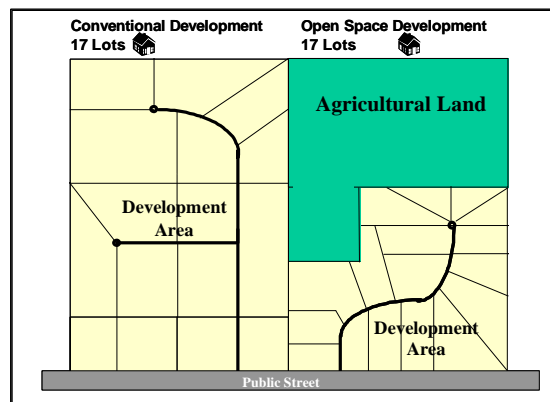 Conventional Development
17 Lots
Open Space Development
17 Lots
Agricultural Land
Development
Area
Development
Area
Public Street